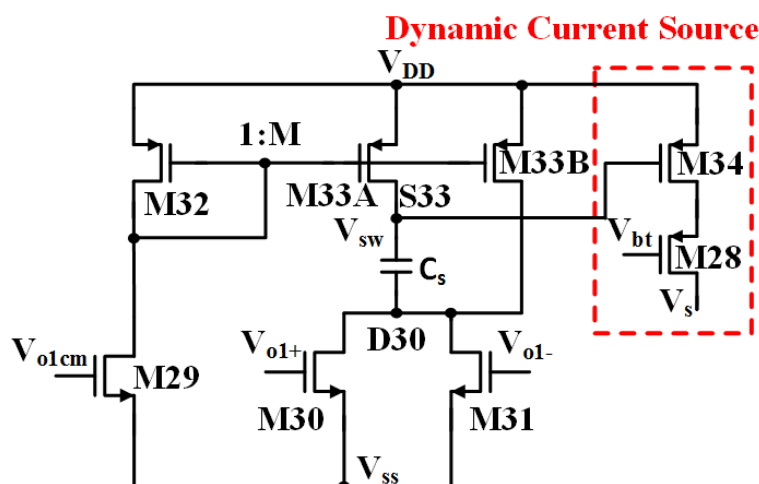 Dynamic Current Source
VDD
1:M
M32
M33A
S33
M33B
M34
Vsw
Cs
Vbt
M28
Vs
Vo1cm
M29
Vo1+
D30
Vo1-
M30
M31
Vss